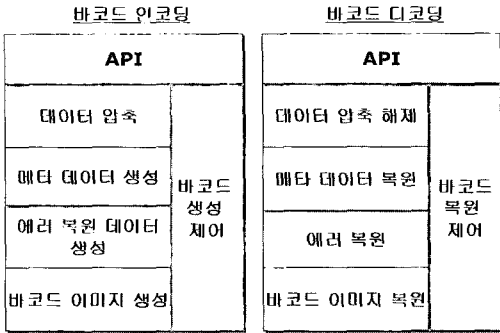 바코드 인코딩
API
데이터 압축
메타 데이터 생성
에러 복원 데이터
생성
바코드 이미지 생성
바코드
생성
제어
바코드 디코딩
API
데이터 압축 해제
메타 데이터 복원
에러 복원
바코드 이미지 복원
바코드
복원
제어